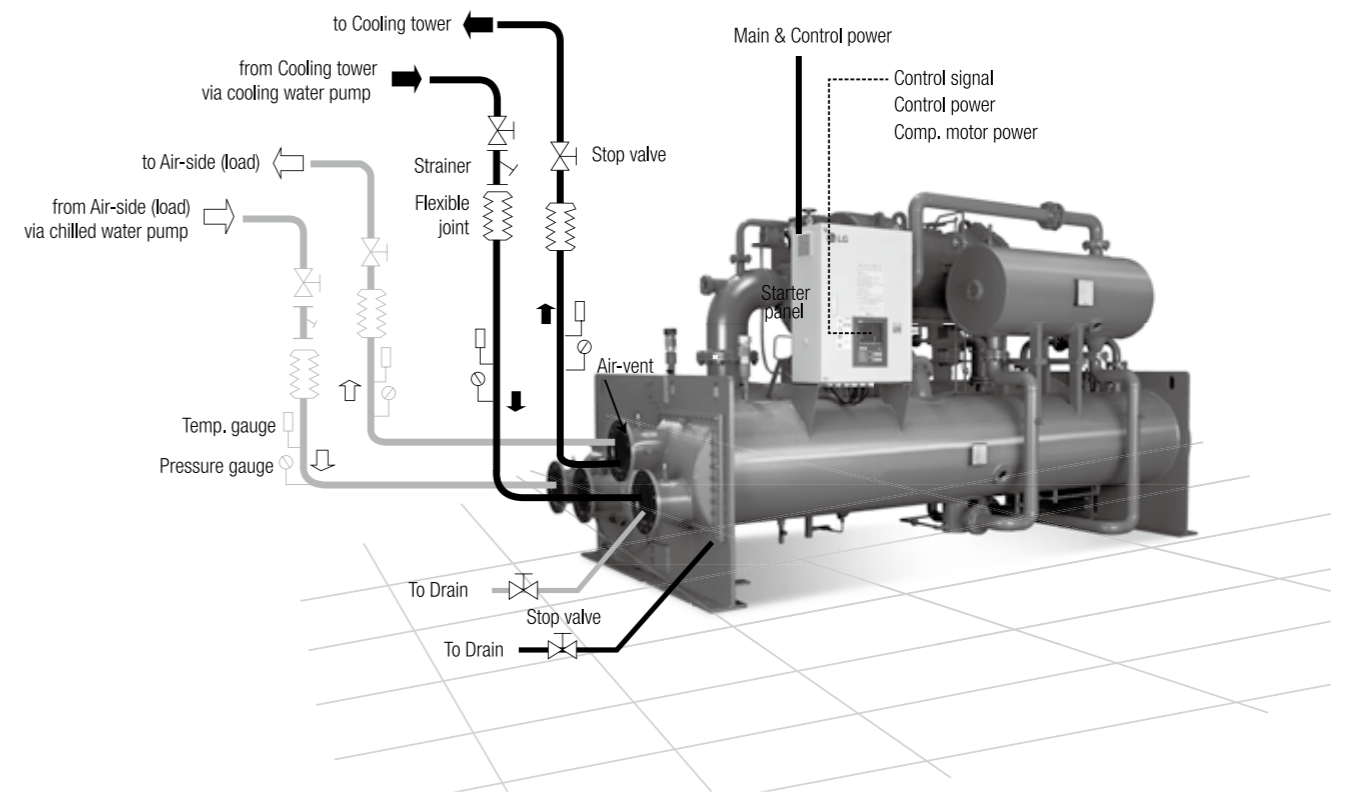 to Cooling tower
Main & Control power
from Cooling tower
via cooling water pump
Control signal
Control power
Comp. motor power
to Air-side (load)
Strainer
Stop valve
from Air-side (load)
via chilled water pump
Flexible
joint
LG
Starter
panel
Air-vent
Temp. gauge
Pressure gauge
To Drain
Stop valve
To Drain